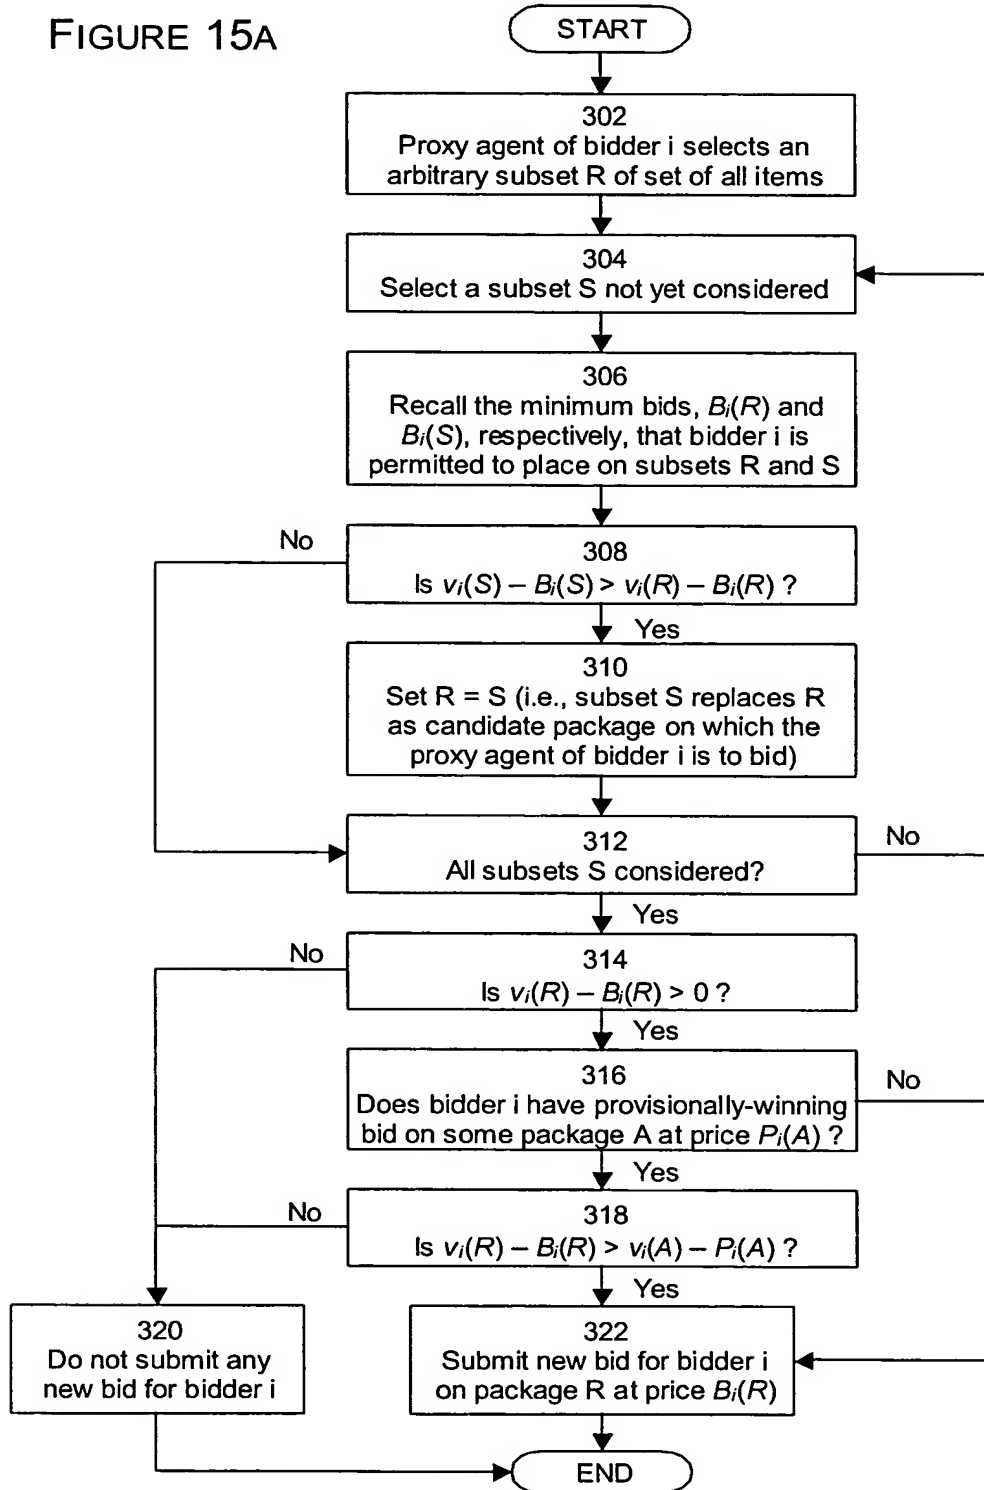 FIGURE 15A
START
302
Proxy agent of bidder i selects an
arbitrary subset R of set of all items
304
Select a subset S not yet considered
306
Recall the minimum bids, Bi(R) and
Bi(S), respectively, that bidder i is
permitted to place on subsets R and S
No
308
Is vi(S) – Bi(S) > vi(R) – Bi(R) ?
Yes
310
Set R = S (i.e., subset S replaces R
as candidate package on which the
proxy agent of bidder i is to bid)
312
All subsets S considered?
No
Yes
No
314
Is vi(R) – Bi(R) > 0 ?
Yes
316
Does bidder i have provisionally-winning
bid on some package A at price Pi(A) ?
No
Yes
No
318
Is vi(R) – Bi(R) > vi(A) – Pi(A) ?
Yes
320
Do not submit any
new bid for bidder i
322
Submit new bid for bidder i
on package R at price Bi(R)
END